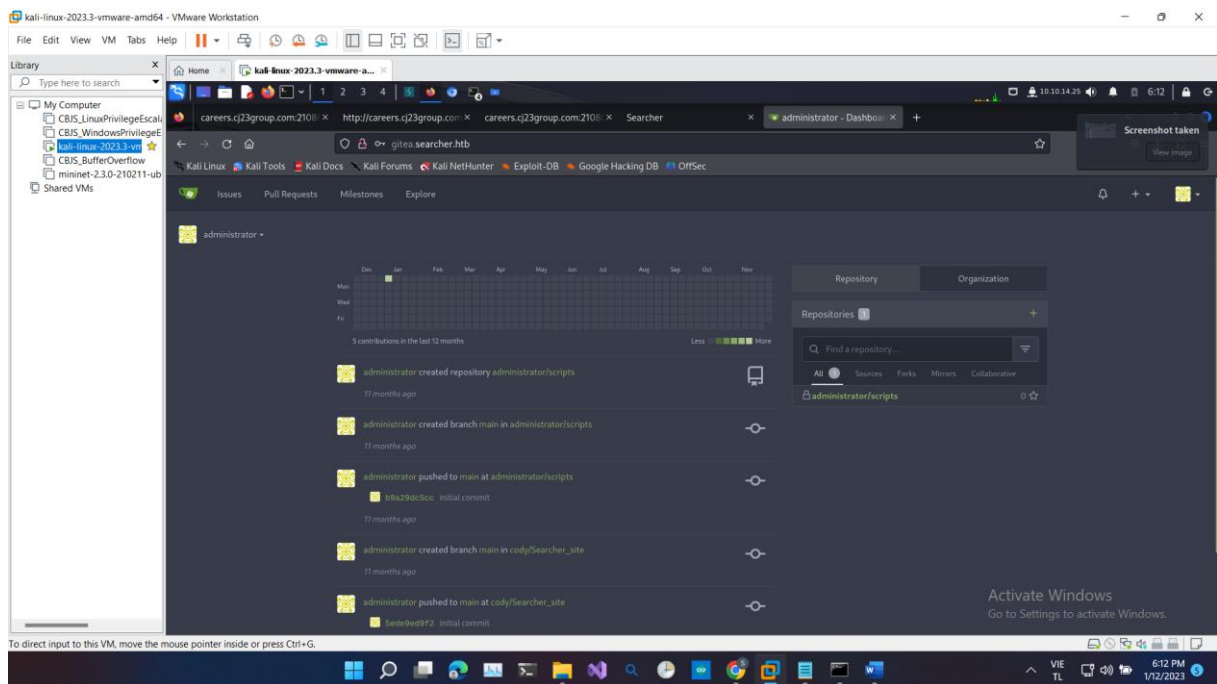 kali-linux-2023.3-vmware-amd64 - VMware Workstation
File Edit View VM Tabs Help
Library
Type here to search
My Computer
CBJS_LinuxPrivilegeEscala
CBJS_WindowsPrivilegeE
kali-linux-2023.3-vm
CBJS_BufferOverflow
mininet-2.3.0-210211-ub
Shared VMs
Home
kali-linux-2023.3-vmware-a...
1 2 3 4
10.10.14.25
6:12
careers.cj23group.com:2108
http://careers.cj23group.com
careers.cj23group.com:2108
Searcher
administrator - Dashboar
Screenshot taken
View image
gitea.searcher.htb
Kali Linux Kali Tools Kali Docs Kali Forums Kali NetHunter Exploit-DB Google Hacking DB OffSec
Issues Pull Requests Milestones Explore
administrator
Dec Jan Feb Mar Apr May Jun Jul Aug Sep Oct Nov
Mon
Wed
Fri
5 contributions in the last 12 months
Less More
administrator created repository administrator/scripts
11 months ago
administrator created branch main in administrator/scripts
11 months ago
administrator pushed to main at administrator/scripts
b9a29dc5cc Initial commit
11 months ago
administrator created branch main in cody/Searcher_site
11 months ago
administrator pushed to main at cody/Searcher_site
5ede9ed9f2 Initial commit
Repository Organization
Repositories 1
Find a repository...
All 1 Sources Forks Mirrors Collaborative
administrator/scripts 0
Activate Windows
Go to Settings to activate Windows.
To direct input to this VM, move the mouse pointer inside or press Ctrl+G.
VIE
TL
6:12 PM
1/12/2023